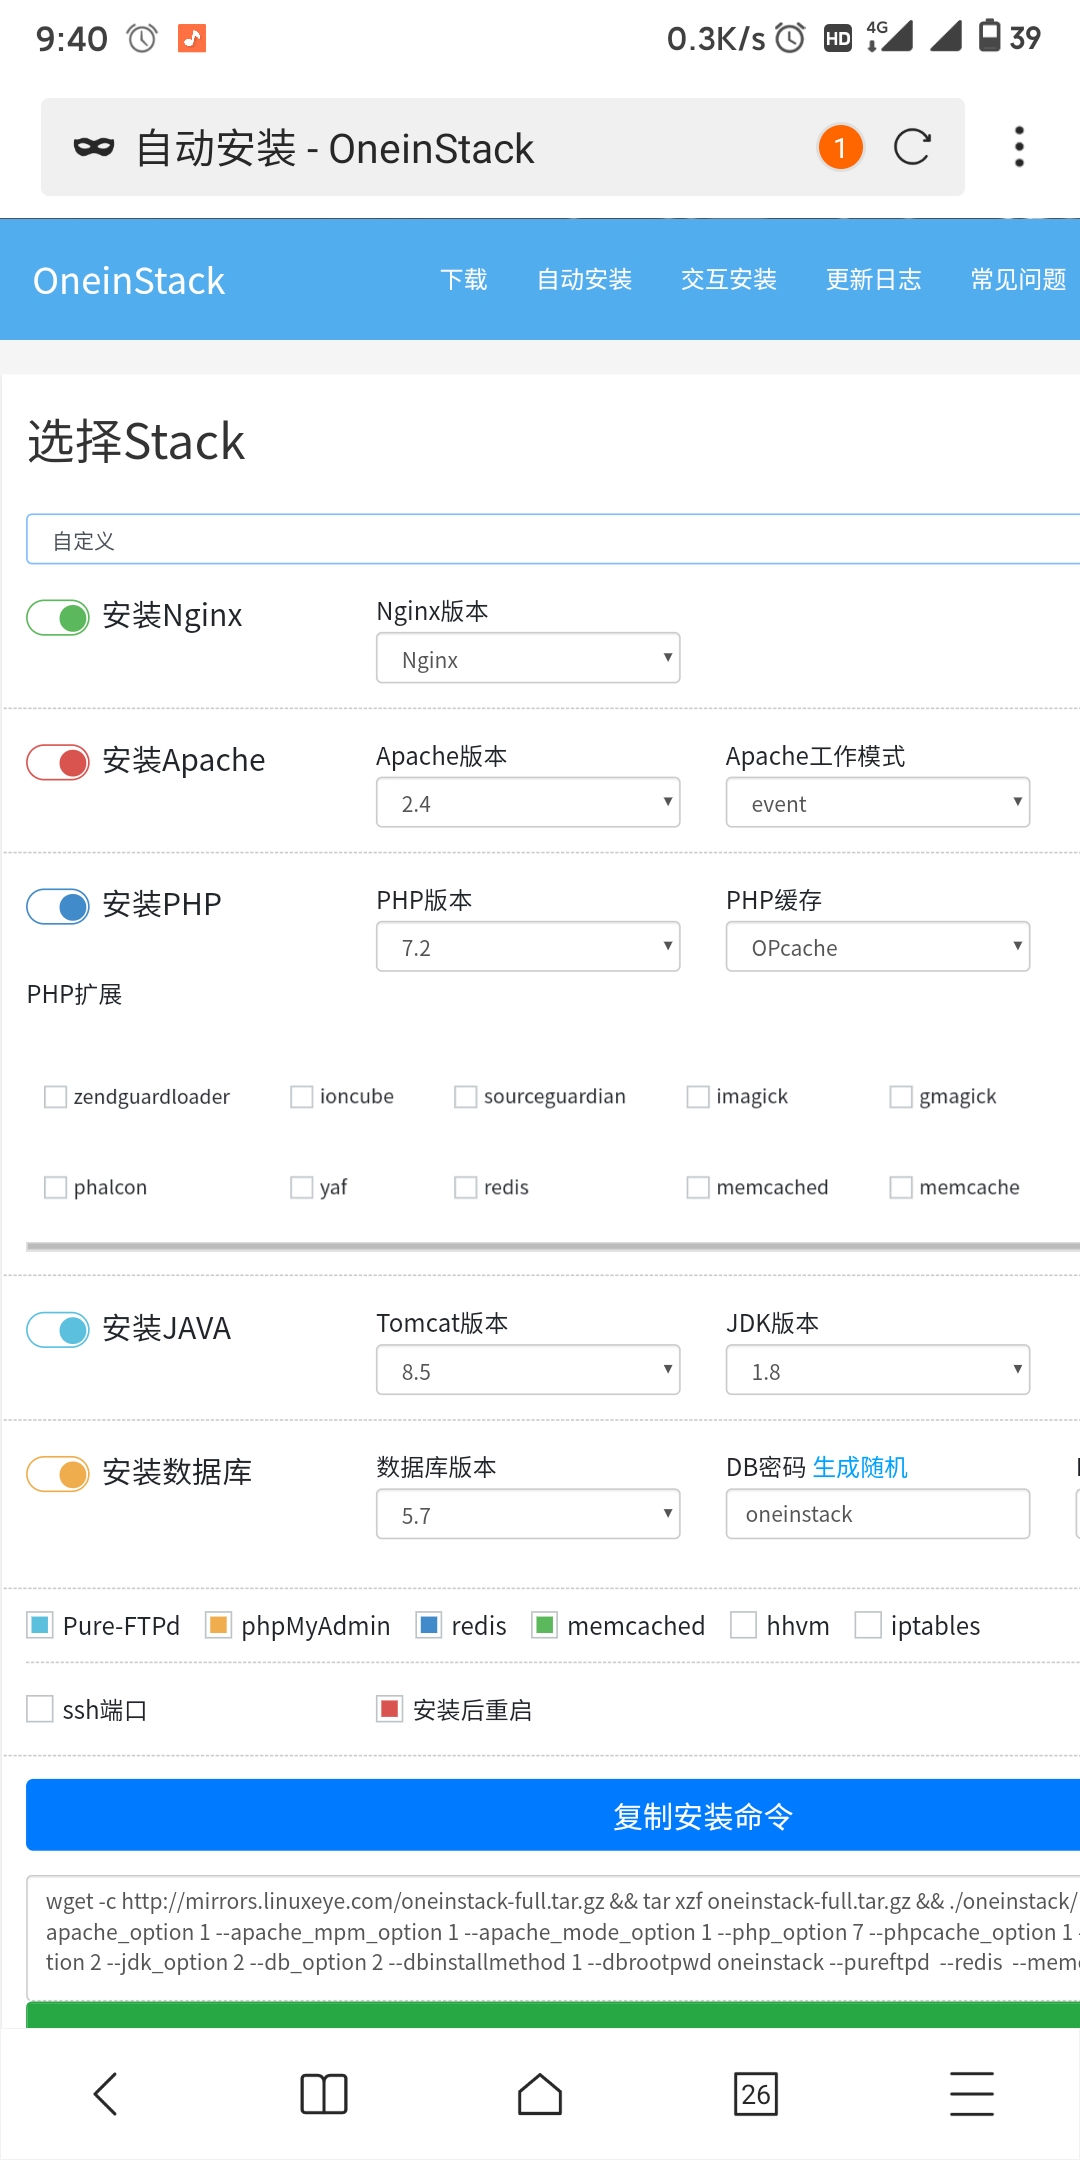 9:40 0.3K/s HD 4G 39
自动安装 - OneinStack 1
OneinStack 下载 自动安装 交互安装 更新日志 常见问题
选择Stack
自定义
安装Nginx Nginx版本
Nginx
安装Apache Apache版本 Apache工作模式
2.4 event
安装PHP PHP版本 PHP缓存
7.2 OPcache
PHP扩展
zendguardloader ioncube sourceguardian imagick gmagick
phalcon yaf redis memcached memcache
安装JAVA Tomcat版本 JDK版本
8.5 1.8
安装数据库 数据库版本 DB密码 生成随机
5.7 oneinstack
Pure-FTPd phpMyAdmin redis memcached hhvm iptables
ssh端口 安装后重启
复制安装命令
wget -c http://mirrors.linuxeye.com/oneinstack-full.tar.gz && tar xzf oneinstack-full.tar.gz && ./oneinstack/
apache_option 1 --apache_mpm_option 1 --apache_mode_option 1 --php_option 7 --phpcache_option 1
tion 2 --jdk_option 2 --db_option 2 --dbinstallmethod 1 --dbrootpwd oneinstack --pureftpd --redis --mem
26